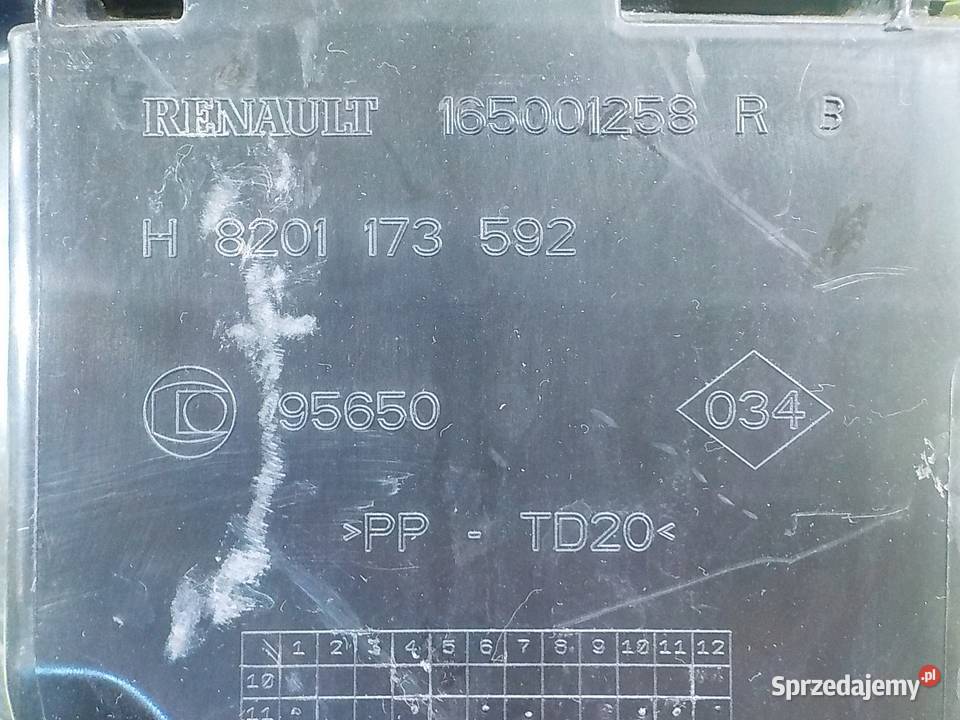 RENAULT 165001258 R B
H 8201 173 592
95650 034
>PP - TD20<
1 2 3 4 5 6 7 8 9 10 11 12
10
11
Sprzedajemy.pl